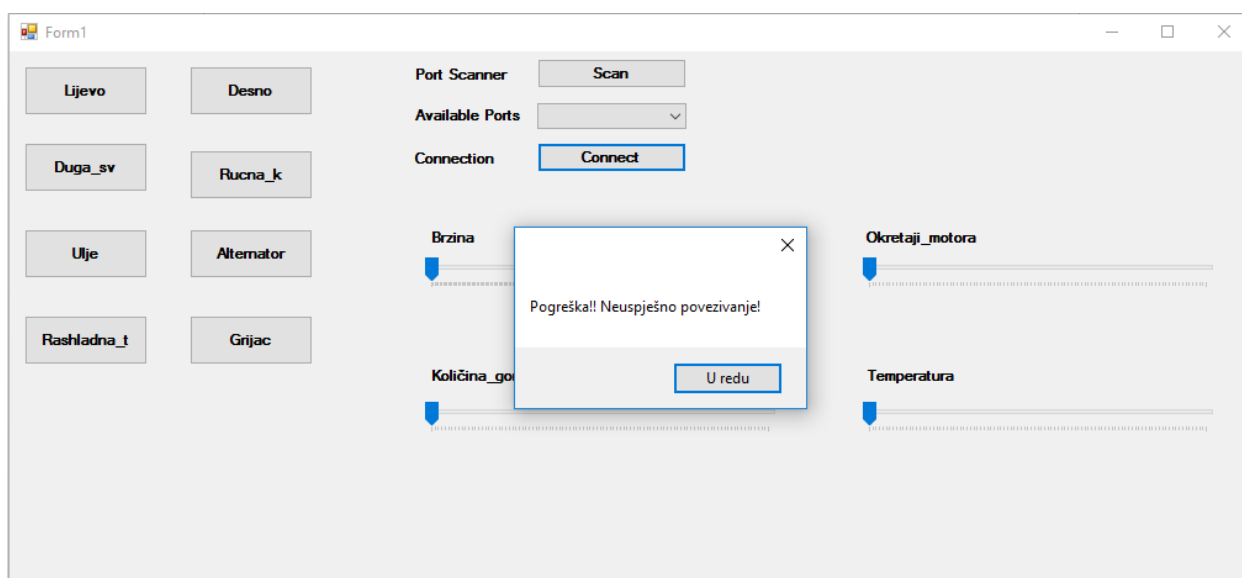 Form1
Lijevo
Desno
Port Scanner
Scan
Available Ports
Connection
Connect
Duga_sv
Rucna_k
Ulje
Alternator
Rashladna_t
Grijac
Brzina
Okretaji_motora
Pogreška!! Neuspješno povezivanje!
U redu
Količina_go
Temperatura